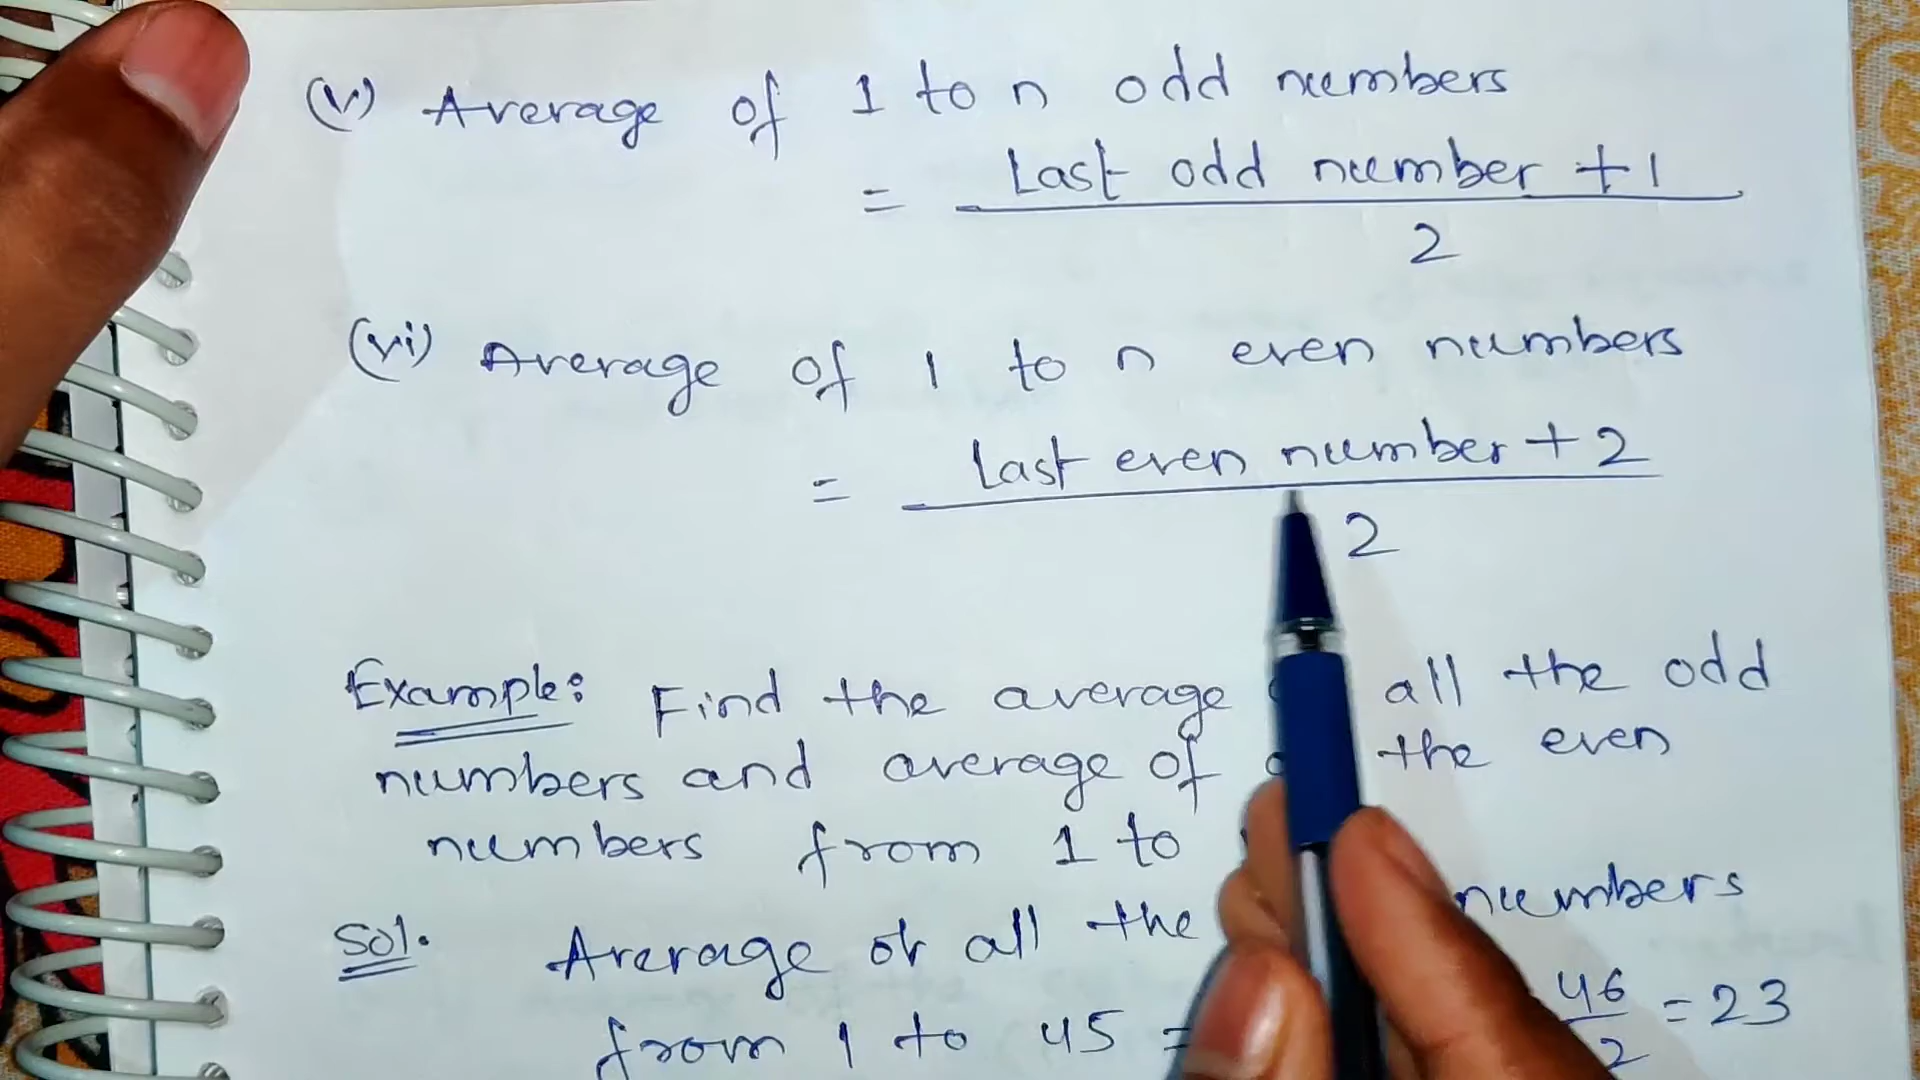 (v) Average of 1 to n odd numbers
= Last odd number + 1
2
(vi) Average of 1 to n even numbers
= Last even number + 2
2
Example: Find the average all the odd
numbers and average of the even
numbers from 1 to
Sol. Average of all the numbers
from 1 to 45 = 46 = 23
2